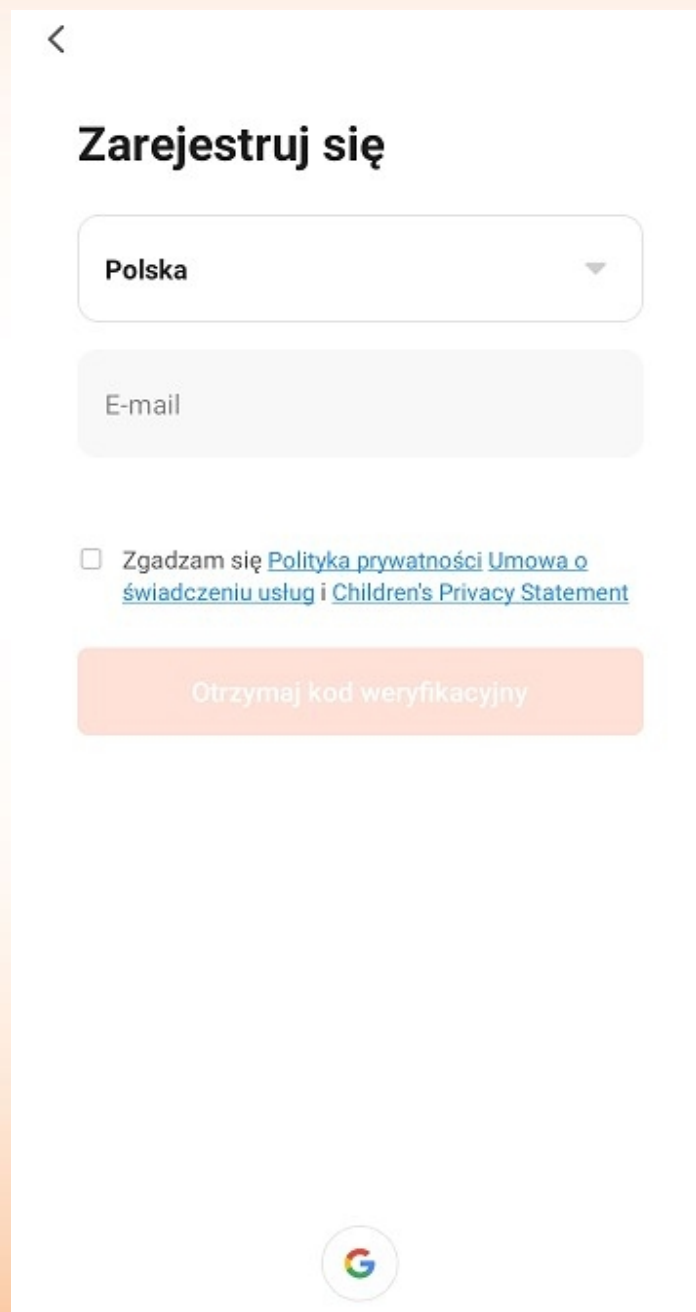 Zarejestruj się
Polska
E-mail
Zgadzam się Polityka prywatności Umowa o
świadczeniu usług i Children's Privacy Statement
Otrzymaj kod weryfikacyjny